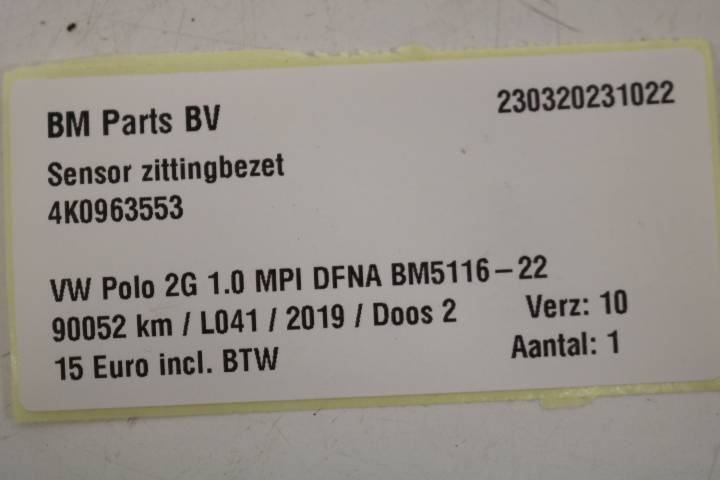 BM Parts BV 230320231022
Sensor zittingbezet
4K0963553
VW Polo 2G 1.0 MPI DFNA BM5116-22
90052 km / L041 / 2019 / Doos 2 Verz: 10
15 Euro incl. BTW Aantal: 1